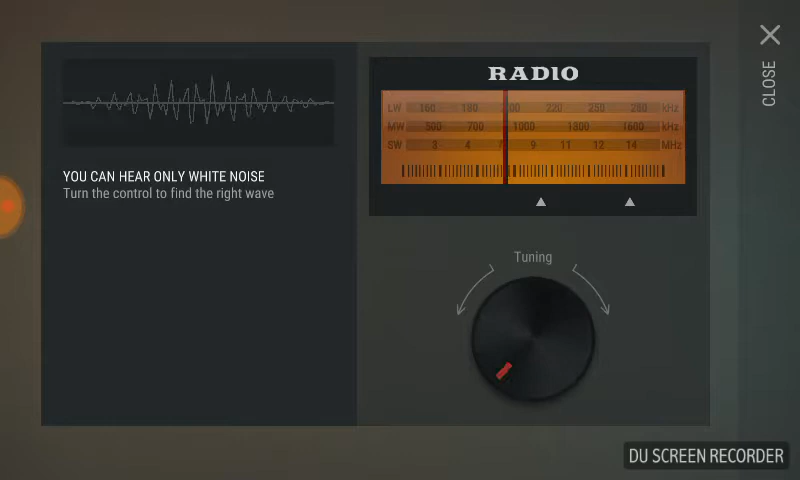 RADIO
LW 160 180 200 220 250 280 kHz
MW 500 700 1000 1300 1600 kHz
SW 3 4 9 11 12 14 MHz
YOU CAN HEAR ONLY WHITE NOISE
Turn the control to find the right wave
Tuning
CLOSE
DU SCREEN RECORDER